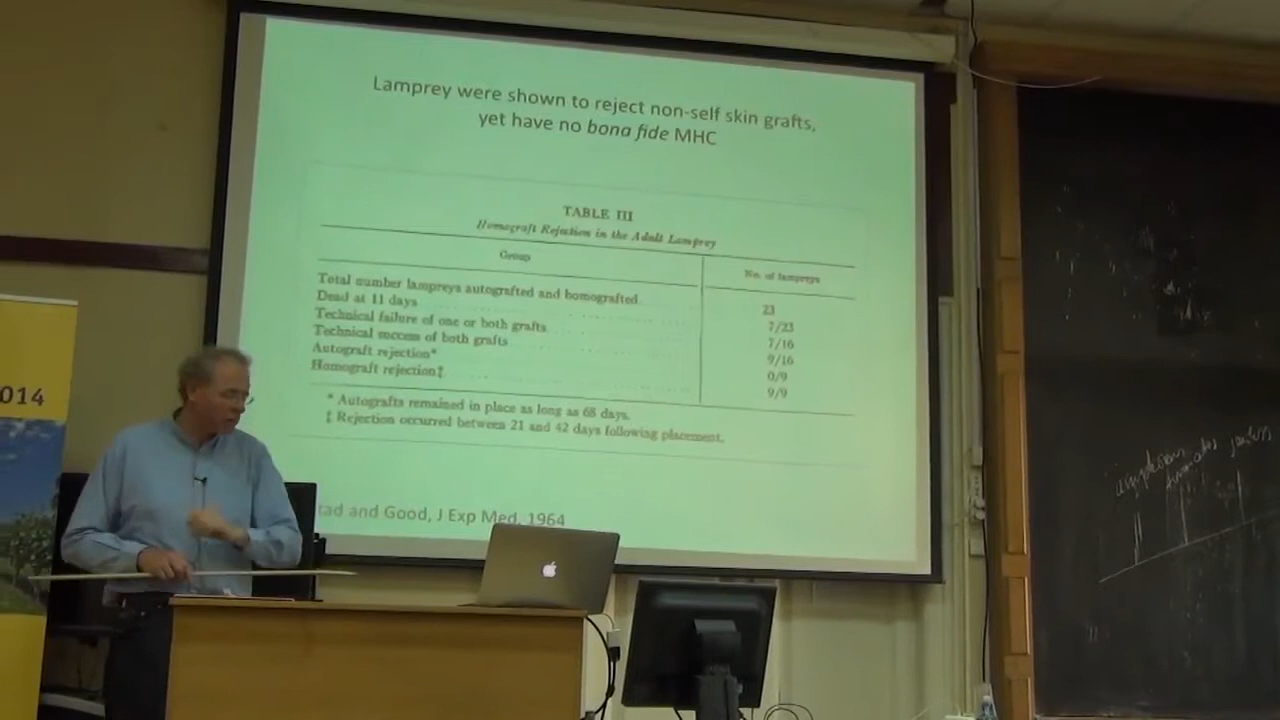 Lamprey were shown to reject non-self skin grafts,
yet have no bona fide MHC
TABLE III
Homograft Rejection in the Adult Lamprey
Group
No. of lampreys
Total number lampreys autografted and homografted 23
Dead at 11 days 7/23
Technical failure of one or both grafts 7/16
Technical success of both grafts 9/16
Autograft rejection* 0/9
Homograft rejection‡ 9/9
* Autografts remained in place as long as 68 days.
‡ Rejection occurred between 21 and 42 days following placement.
rad and Good, J Exp Med, 1964
014